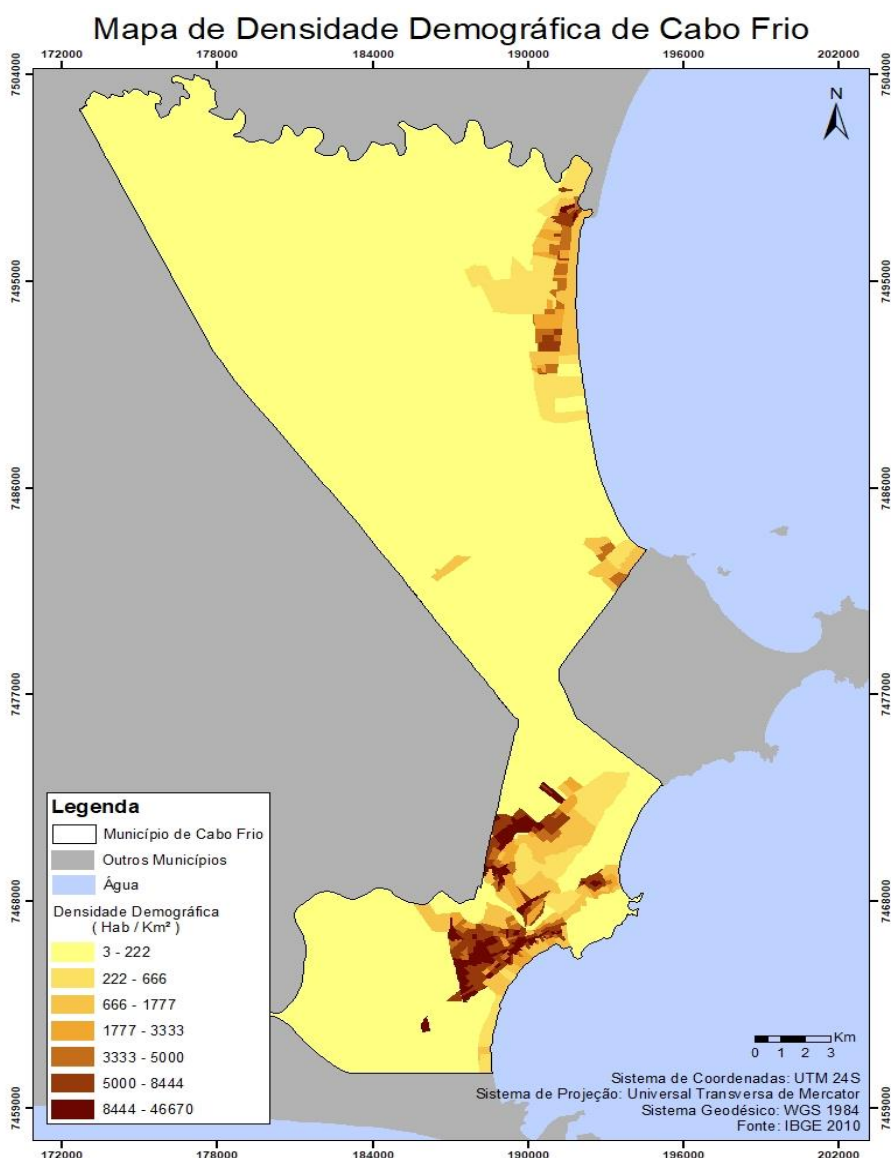 Mapa de Densidade Demográfica de Cabo Frio
172000 178000 184000 190000 196000 202000
7504000 7504000
N
7495000 7495000
7486000 7486000
7477000 7477000
Legenda
Município de Cabo Frio
Outros Municípios
Água
7468000 7468000
Densidade Demográfica
( Hab / Km² )
3 - 222
222 - 666
666 - 1777
1777 - 3333
3333 - 5000
5000 - 8444
8444 - 46670
Km
0 1 2 3
Sistema de Coordenadas: UTM 24S
Sistema de Projeção: Universal Transversa de Mercator
Sistema Geodésico: WGS 1984
Fonte: IBGE 2010
7459000 7459000
172000 178000 184000 190000 196000 202000